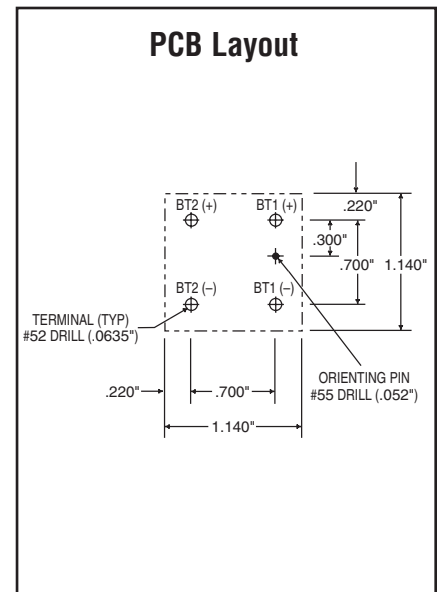 PCB Layout
BT2 (+)
BT1 (+)
.220"
.300"
.700"
1.140"
BT2 (–)
BT1 (–)
TERMINAL (TYP)
#52 DRILL (.0635")
ORIENTING PIN
#55 DRILL (.052")
.220"
.700"
1.140"